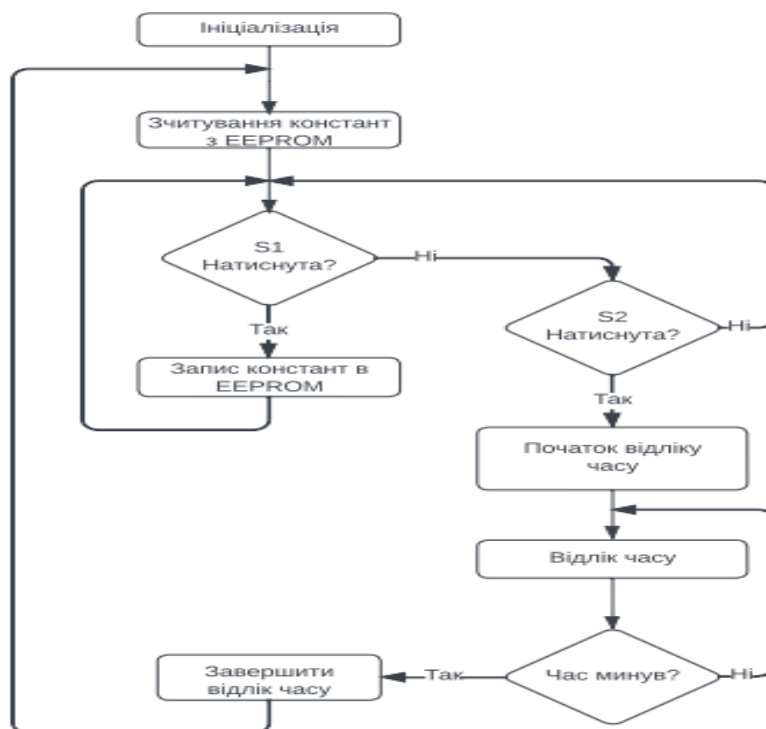 Ініціалізація
Зчитування констант
з EEPROM
S1
Натиснута?
Ні
Так
S2
Натиснута?
Ні
Запис констант в
EEPROM
Так
Початок відліку
часу
Відлік часу
Завершити
відлік часу
Так
Час минув?
Ні